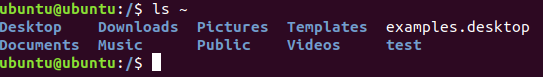 ubuntu@ubuntu:/$ ls ~
Desktop Downloads Pictures Templates examples.desktop
Documents Music Public Videos test
ubuntu@ubuntu:/$